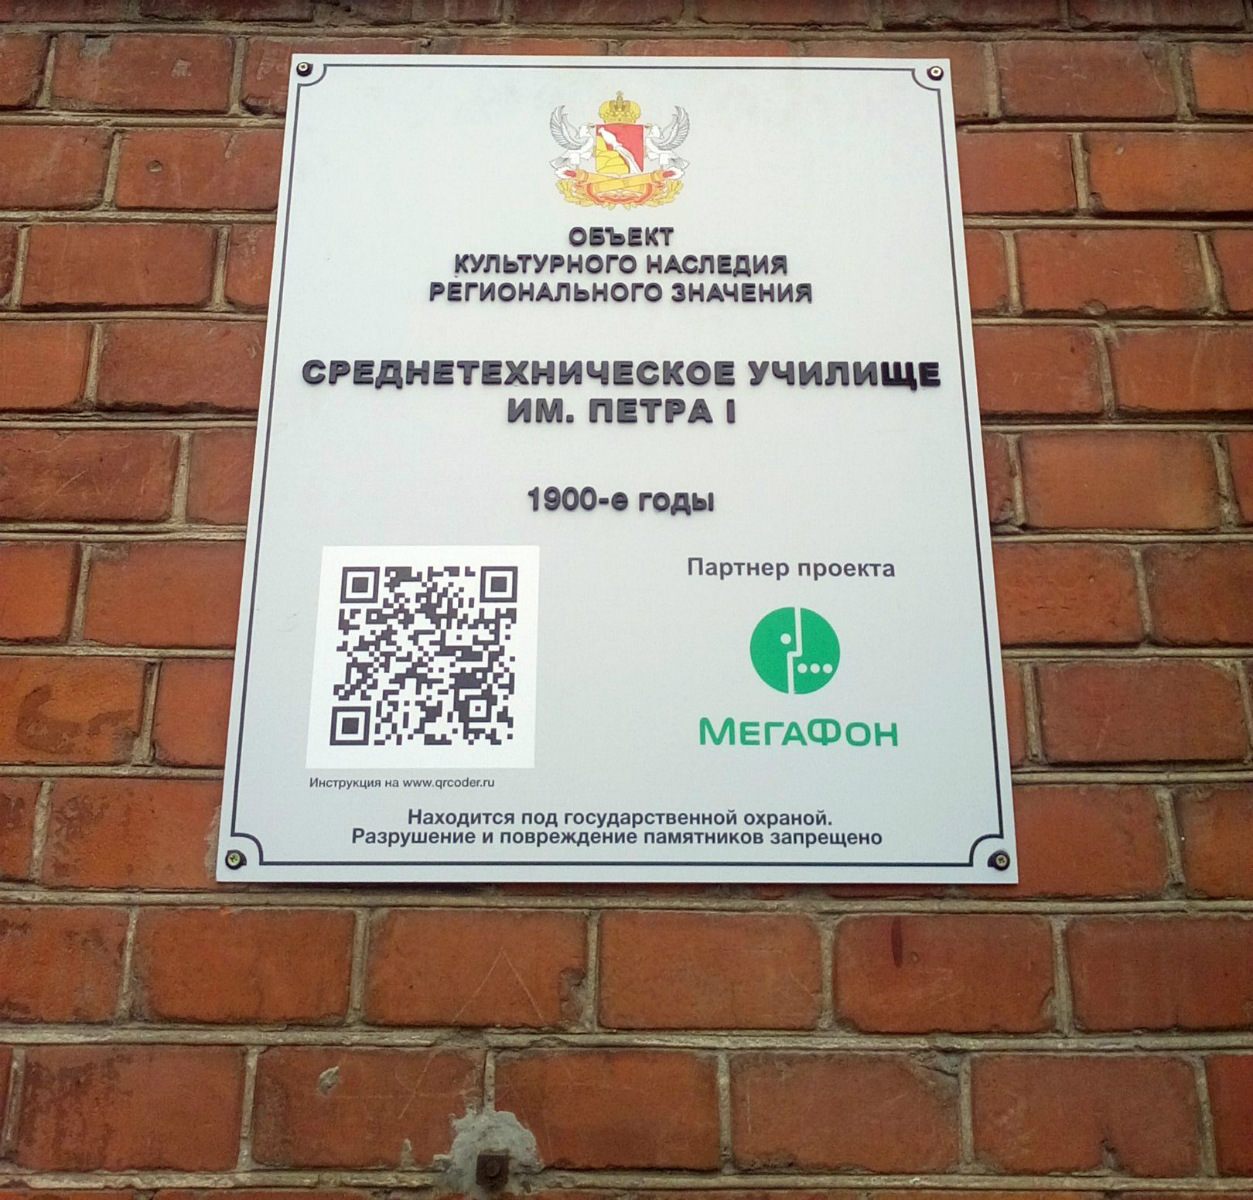 ОБЪЕКТ
КУЛЬТУРНОГО НАСЛЕДИЯ
РЕГИОНАЛЬНОГО ЗНАЧЕНИЯ
СРЕДНЕТЕХНИЧЕСКОЕ УЧИЛИЩЕ
ИМ. ПЕТРА I
1900-е годы
Партнер проекта
МЕГАФОН
Инструкция на www.qrcoder.ru
Находится под государственной охраной.
Разрушение и повреждение памятников запрещено